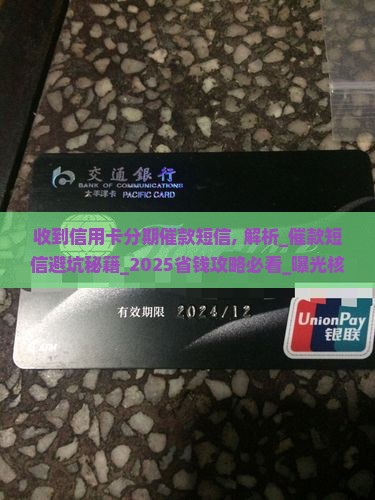 交通銀行
BANK OF COMMUNICATIONS
太平洋卡 PACIFIC CARD
收到信用卡分期催款短信, 解析_催款短
信避坑秘籍_2025省钱攻略必看_曝光核
有效期限 2024/12
ATM
UnionPay
银联